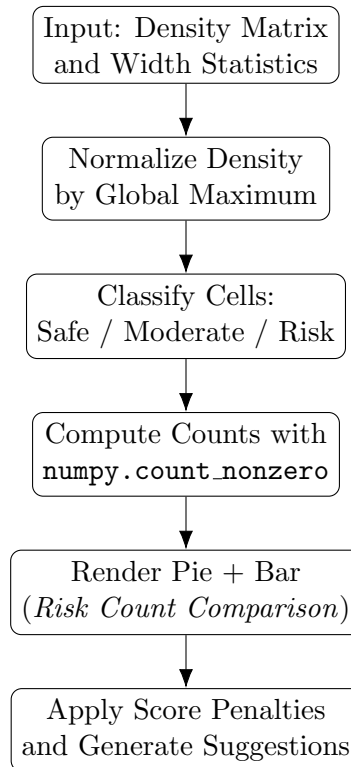 Input: Density Matrix
and Width Statistics
Normalize Density
by Global Maximum
Classify Cells:
Safe / Moderate / Risk
Compute Counts with
numpy.count_nonzero
Render Pie + Bar
(Risk Count Comparison)
Apply Score Penalties
and Generate Suggestions